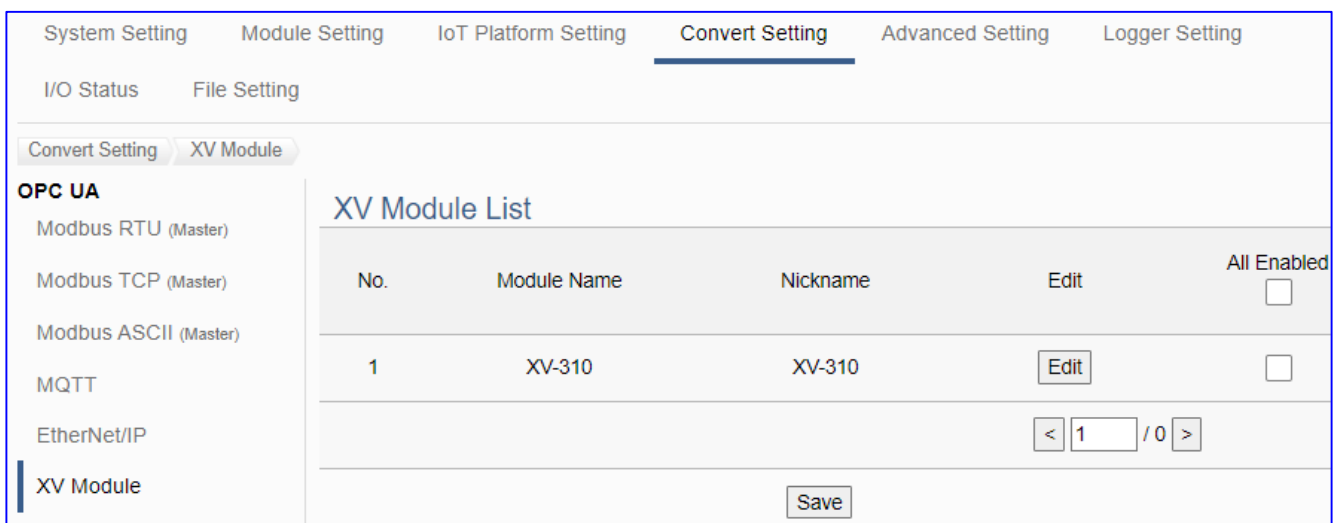 System Setting Module Setting IoT Platform Setting Convert Setting Advanced Setting Logger Setting
I/O Status File Setting
Convert Setting XV Module
OPC UA
Modbus RTU (Master)
Modbus TCP (Master)
Modbus ASCII (Master)
MQTT
EtherNet/IP
XV Module
XV Module List
No. Module Name Nickname Edit All Enabled
1 XV-310 XV-310 Edit
< 1 / 0 >
Save